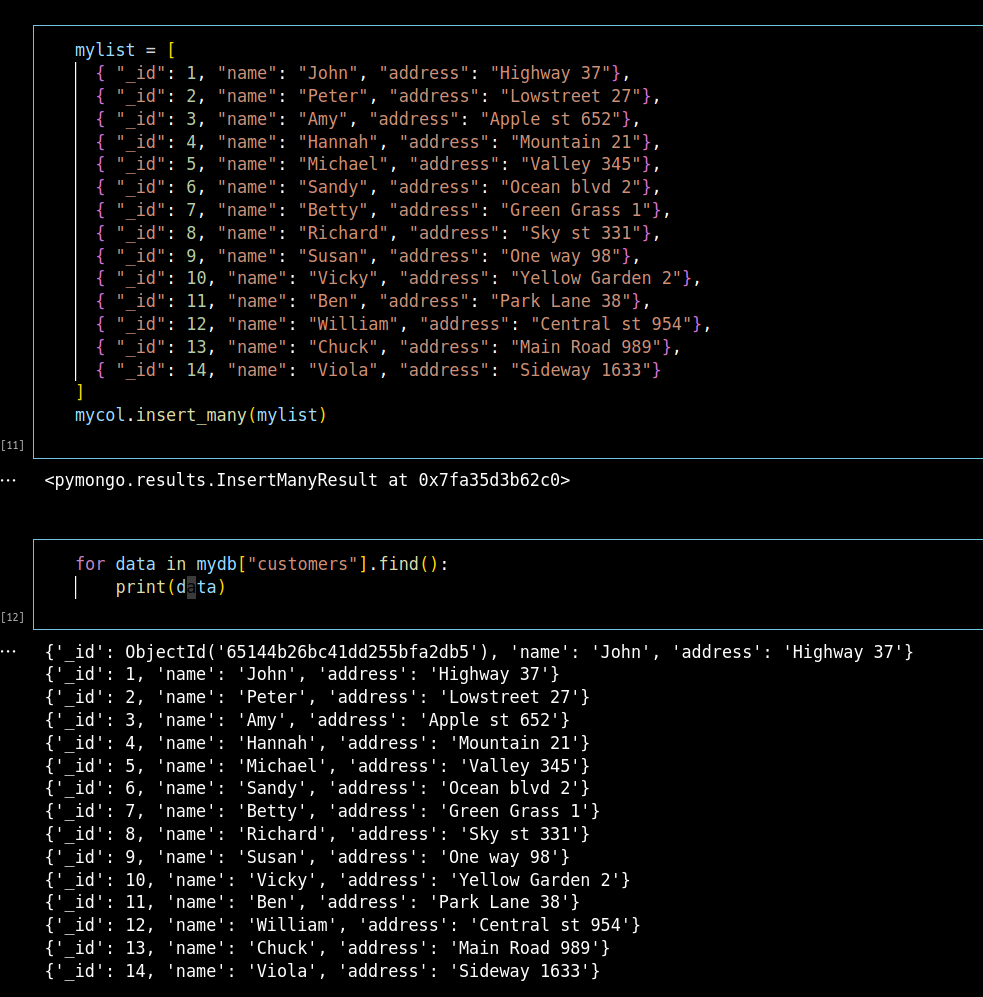 mylist = [
{ "_id": 1, "name": "John", "address": "Highway 37"},
{ "_id": 2, "name": "Peter", "address": "Lowstreet 27"},
{ "_id": 3, "name": "Amy", "address": "Apple st 652"},
{ "_id": 4, "name": "Hannah", "address": "Mountain 21"},
{ "_id": 5, "name": "Michael", "address": "Valley 345"},
{ "_id": 6, "name": "Sandy", "address": "Ocean blvd 2"},
{ "_id": 7, "name": "Betty", "address": "Green Grass 1"},
{ "_id": 8, "name": "Richard", "address": "Sky st 331"},
{ "_id": 9, "name": "Susan", "address": "One way 98"},
{ "_id": 10, "name": "Vicky", "address": "Yellow Garden 2"},
{ "_id": 11, "name": "Ben", "address": "Park Lane 38"},
{ "_id": 12, "name": "William", "address": "Central st 954"},
{ "_id": 13, "name": "Chuck", "address": "Main Road 989"},
{ "_id": 14, "name": "Viola", "address": "Sideway 1633"}
]
mycol.insert_many(mylist)
[11]
... <pymongo.results.InsertManyResult at 0x7fa35d3b62c0>
for data in mydb["customers"].find():
print(data)
[12]
... {'_id': ObjectId('65144b26bc41dd255bfa2db5'), 'name': 'John', 'address': 'Highway 37'}
{'_id': 1, 'name': 'John', 'address': 'Highway 37'}
{'_id': 2, 'name': 'Peter', 'address': 'Lowstreet 27'}
{'_id': 3, 'name': 'Amy', 'address': 'Apple st 652'}
{'_id': 4, 'name': 'Hannah', 'address': 'Mountain 21'}
{'_id': 5, 'name': 'Michael', 'address': 'Valley 345'}
{'_id': 6, 'name': 'Sandy', 'address': 'Ocean blvd 2'}
{'_id': 7, 'name': 'Betty', 'address': 'Green Grass 1'}
{'_id': 8, 'name': 'Richard', 'address': 'Sky st 331'}
{'_id': 9, 'name': 'Susan', 'address': 'One way 98'}
{'_id': 10, 'name': 'Vicky', 'address': 'Yellow Garden 2'}
{'_id': 11, 'name': 'Ben', 'address': 'Park Lane 38'}
{'_id': 12, 'name': 'William', 'address': 'Central st 954'}
{'_id': 13, 'name': 'Chuck', 'address': 'Main Road 989'}
{'_id': 14, 'name': 'Viola', 'address': 'Sideway 1633'}